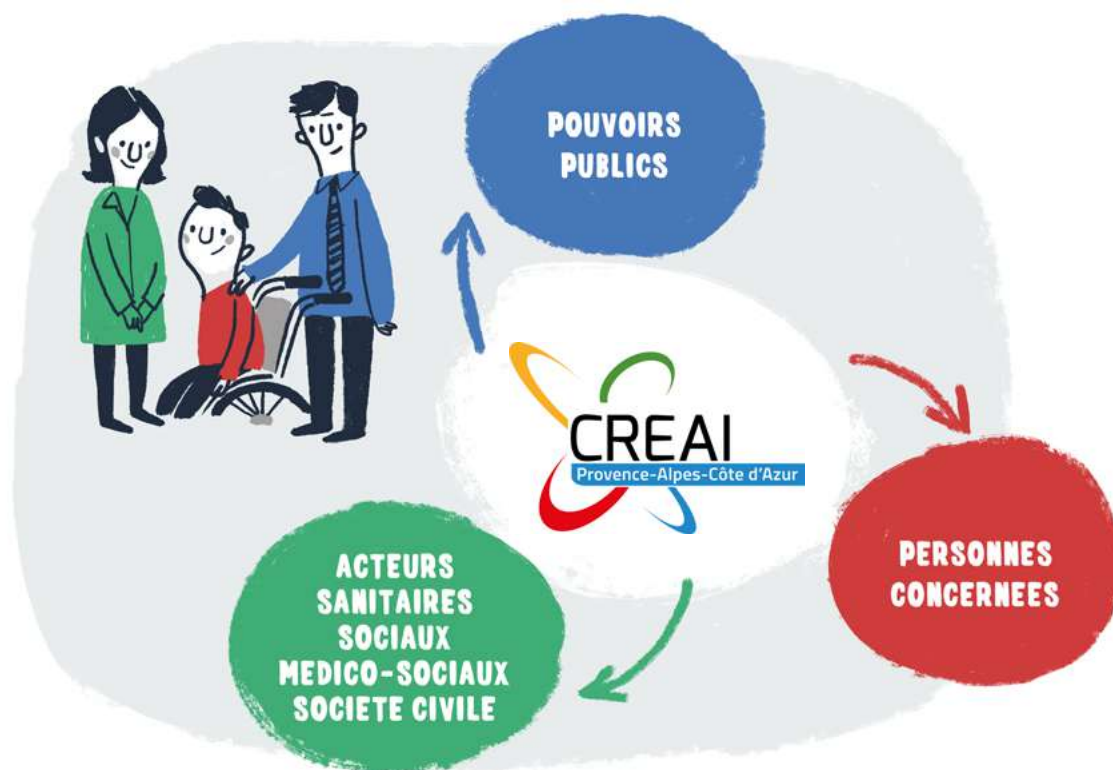 POUVOIRS
PUBLICS
CREAI
Provence-Alpes-Côte d'Azur
PERSONNES
CONCERNEES
ACTEURS
SANITAIRES
SOCIAUX
MEDICO-SOCIAUX
SOCIETE CIVILE